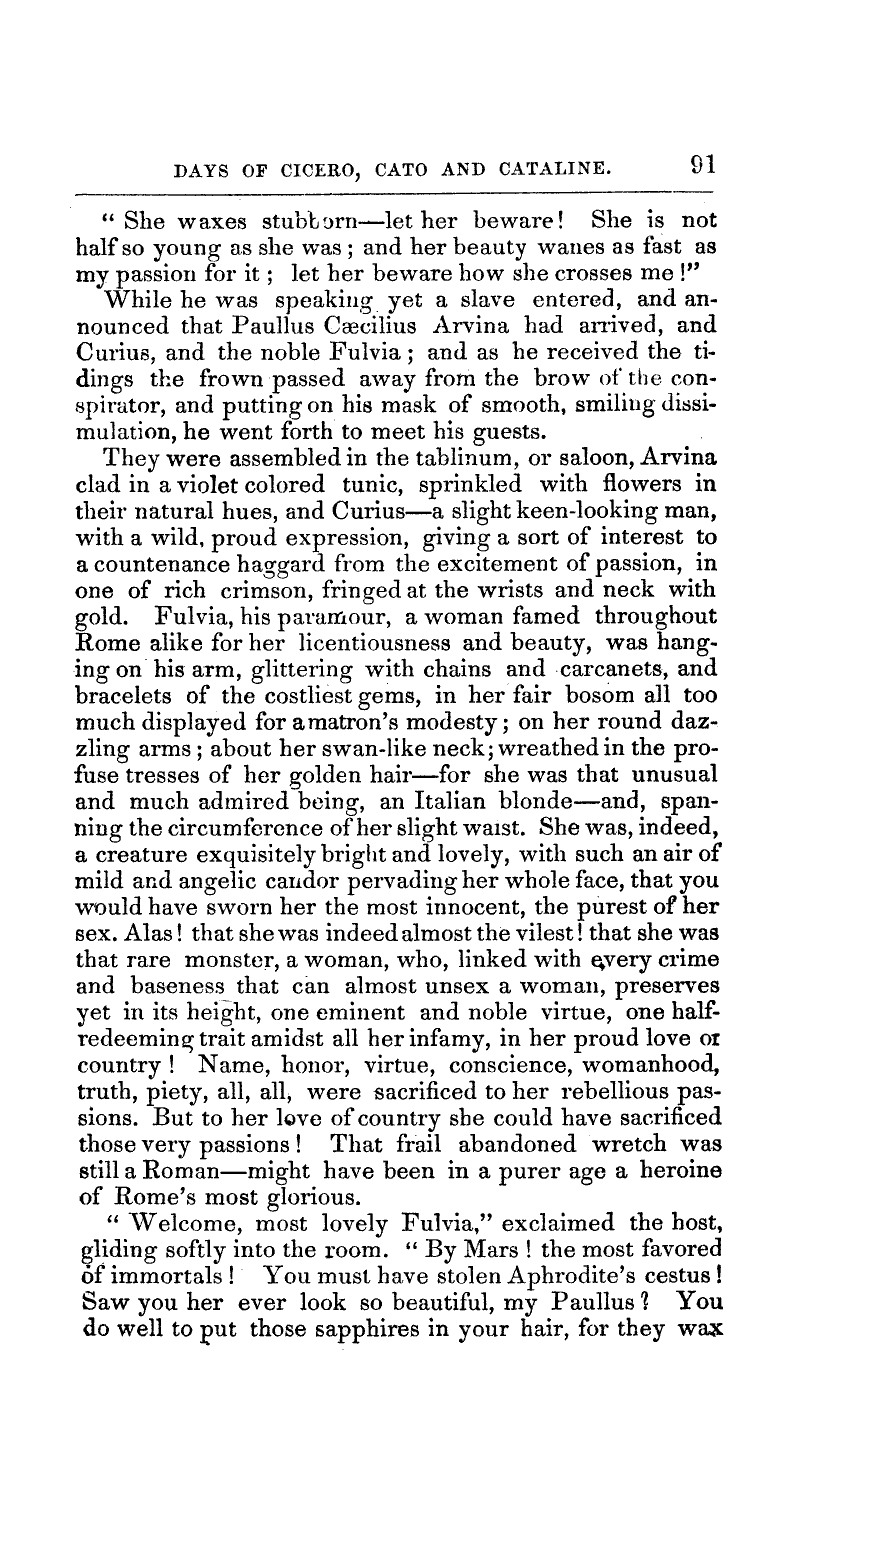 DAYS OF CICERO, CATO AND CATALINE. 91
“ She waxes stubborn—let her beware! She is not
half so young as she was ; and her beauty wanes as fast as
my passion for it ; let her beware how she crosses me !”
While he was speaking yet a slave entered, and an-
nounced that Paullus Cæcilius Arvina had arrived, and
Curius, and the noble Fulvia ; and as he received the ti-
dings the frown passed away from the brow of the con-
spirator, and putting on his mask of smooth, smiling dissi-
mulation, he went forth to meet his guests.
They were assembled in the tablinum, or saloon, Arvina
clad in a violet colored tunic, sprinkled with flowers in
their natural hues, and Curius—a slight keen-looking man,
with a wild, proud expression, giving a sort of interest to
a countenance haggard from the excitement of passion, in
one of rich crimson, fringed at the wrists and neck with
gold. Fulvia, his paramour, a woman famed throughout
Rome alike for her licentiousness and beauty, was hang-
ing on his arm, glittering with chains and carcanets, and
bracelets of the costliest gems, in her fair bosom all too
much displayed for a matron’s modesty ; on her round daz-
zling arms ; about her swan-like neck ; wreathed in the pro-
fuse tresses of her golden hair—for she was that unusual
and much admired being, an Italian blonde—and, span-
ning the circumference of her slight waist. She was, indeed,
a creature exquisitely bright and lovely, with such an air of
mild and angelic candor pervading her whole face, that you
would have sworn her the most innocent, the purest of her
sex. Alas ! that she was indeed almost the vilest ! that she was
that rare monster, a woman, who, linked with every crime
and baseness that can almost unsex a woman, preserves
yet in its height, one eminent and noble virtue, one half-
redeeming trait amidst all her infamy, in her proud love of
country ! Name, honor, virtue, conscience, womanhood,
truth, piety, all, all, were sacrificed to her rebellious pas-
sions. But to her love of country she could have sacrificed
those very passions ! That frail abandoned wretch was
still a Roman—might have been in a purer age a heroine
of Rome’s most glorious.
“ Welcome, most lovely Fulvia,” exclaimed the host,
gliding softly into the room. “ By Mars ! the most favored
of immortals ! You must have stolen Aphrodite’s cestus !
Saw you her ever look so beautiful, my Paullus ? You
do well to put those sapphires in your hair, for they wax